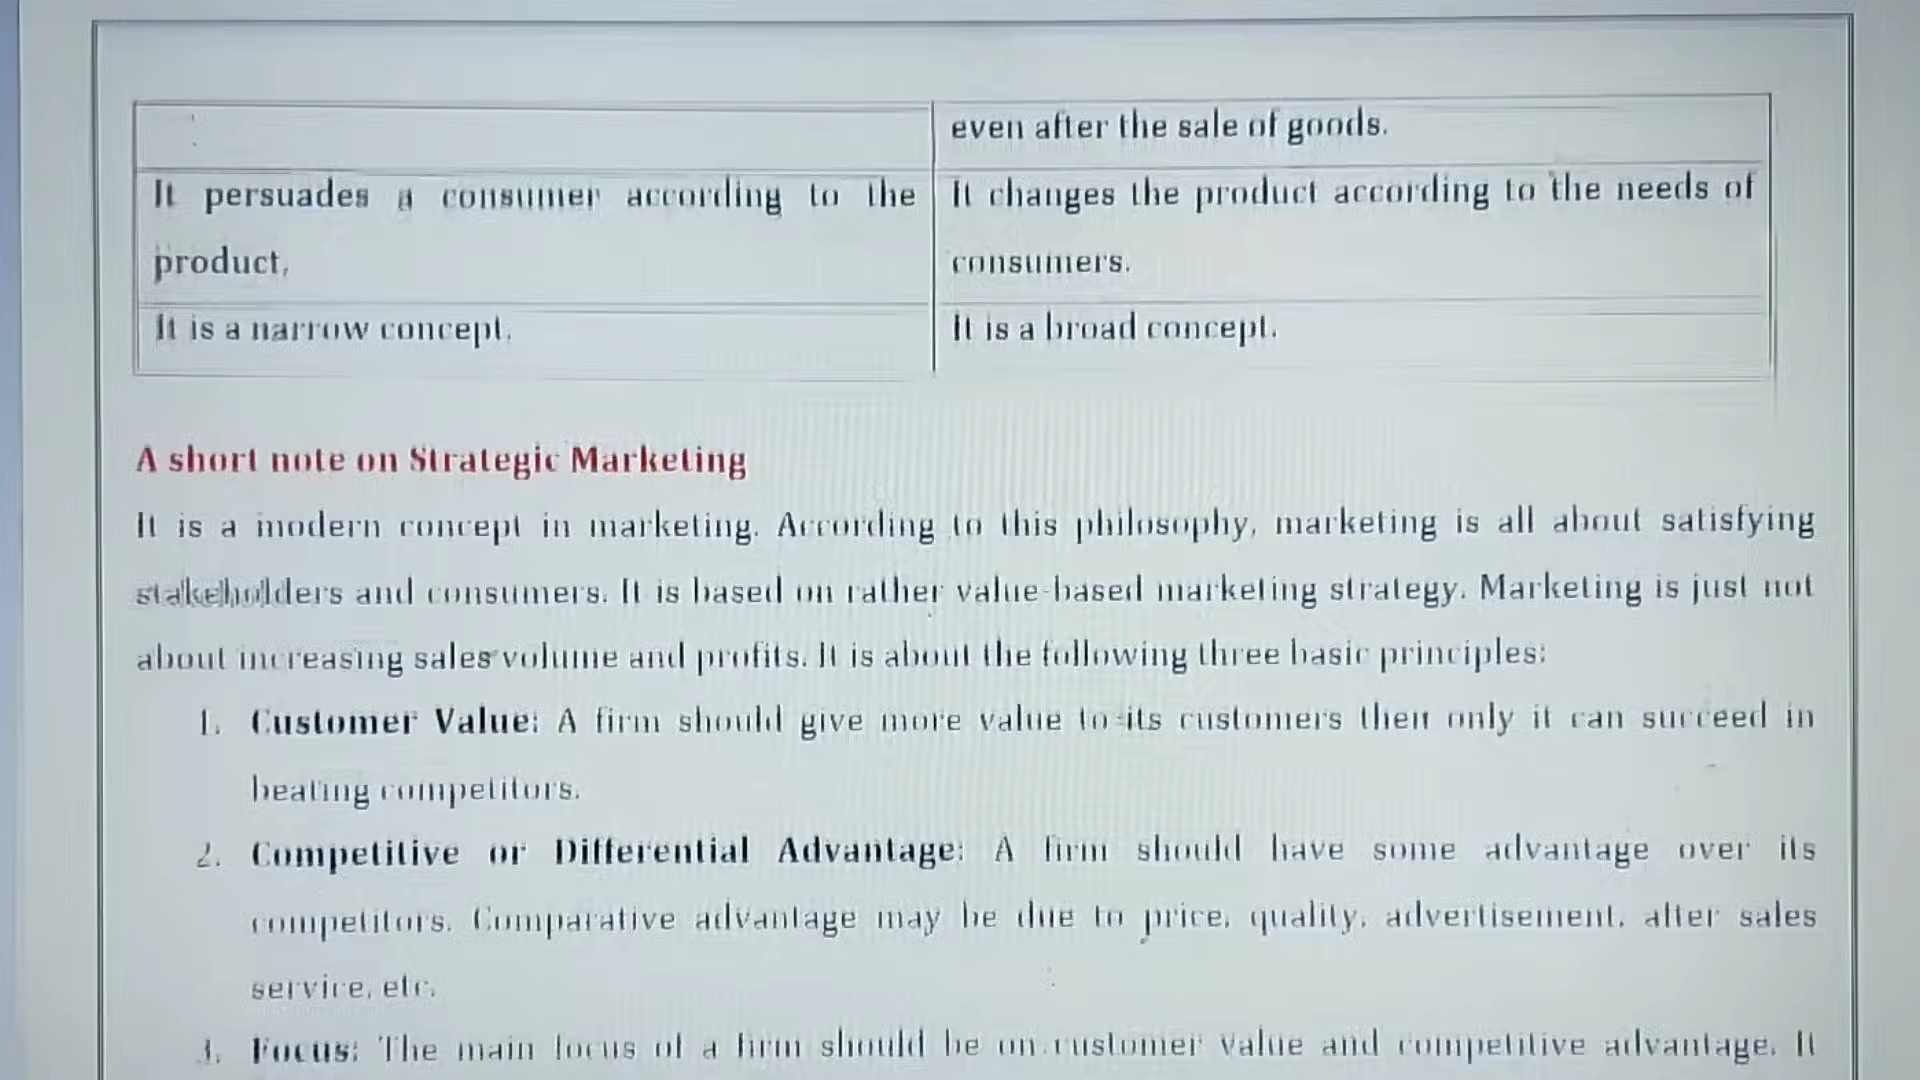 even after the sale of goods.
It persuades a consumer according to the
product.
It changes the product according to the needs of
consumers.
It is a narrow concept.
It is a broad concept.
A short note on Strategic Marketing
It is a modern concept in marketing. According to this philosophy, marketing is all about satisfying
stakeholders and consumers. It is based on rather value-based marketing strategy. Marketing is just not
about increasing sales volume and profits. It is about the following three basic principles:
1. Customer Value: A firm should give more value to its customers then only it can succeed in
beating competitors.
2. Competitive or Differential Advantage: A firm should have some advantage over its
competitors. Comparative advantage may be due to price, quality, advertisement, after sales
service, etc.
3. Focus: The main focus of a firm should be on customer value and competitive advantage. It